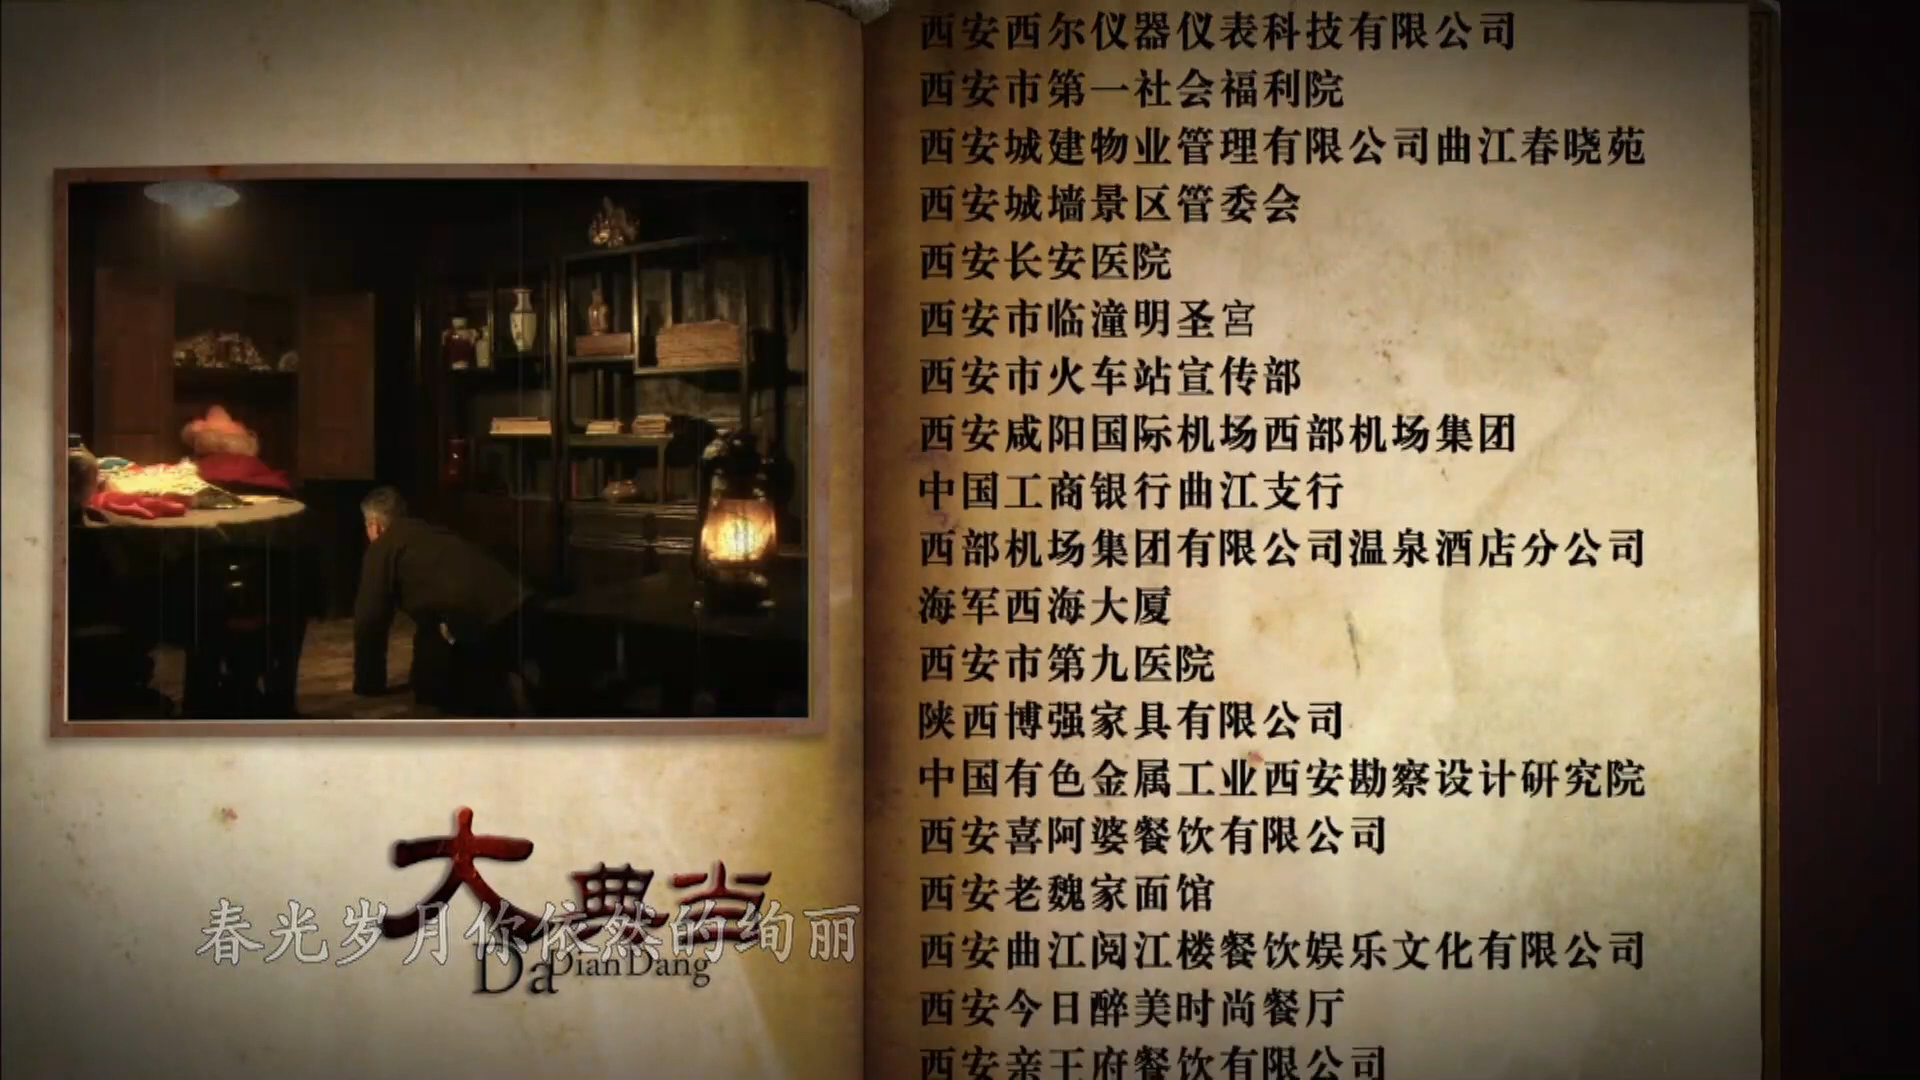 西安西尔仪器仪表科技有限公司
西安市第一社会福利院
西安城建物业管理有限公司曲江春晓苑
西安城墙景区管委会
西安长安医院
西安市临潼明圣宫
西安市火车站宣传部
西安咸阳国际机场西部机场集团
中国工商银行曲江支行
西部机场集团有限公司温泉酒店分公司
海军西海大厦
西安市第九医院
陕西博强家具有限公司
中国有色金属工业西安勘察设计研究院
西安喜阿婆餐饮有限公司
西安老魏家面馆
西安曲江阅江楼餐饮娱乐文化有限公司
西安今日醉美时尚餐厅
西安亲王府餐饮有限公司
大典当
春光岁月你依然的绚丽
Da Dian Dang